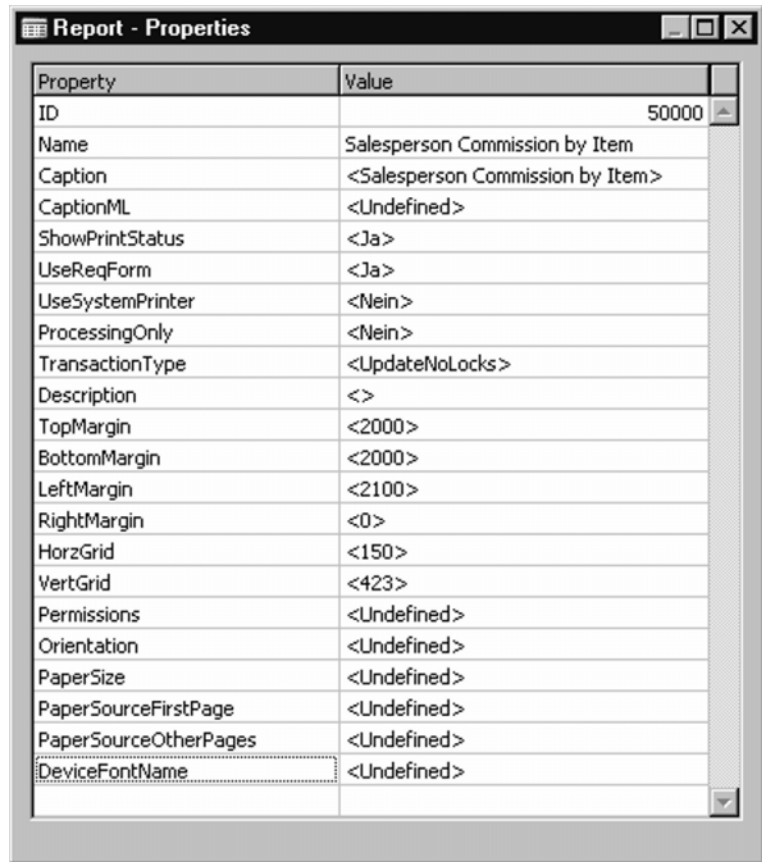 Report - Properties
Property Value
ID 50000
Name Salesperson Commission by Item
Caption <Salesperson Commission by Item>
CaptionML <Undefined>
ShowPrintStatus <Ja>
UseReqForm <Ja>
UseSystemPrinter <Nein>
ProcessingOnly <Nein>
TransactionType <UpdateNoLocks>
Description <>
TopMargin <2000>
BottomMargin <2000>
LeftMargin <2100>
RightMargin <0>
HorzGrid <150>
VertGrid <423>
Permissions <Undefined>
Orientation <Undefined>
PaperSize <Undefined>
PaperSourceFirstPage <Undefined>
PaperSourceOtherPages <Undefined>
DeviceFontName <Undefined>